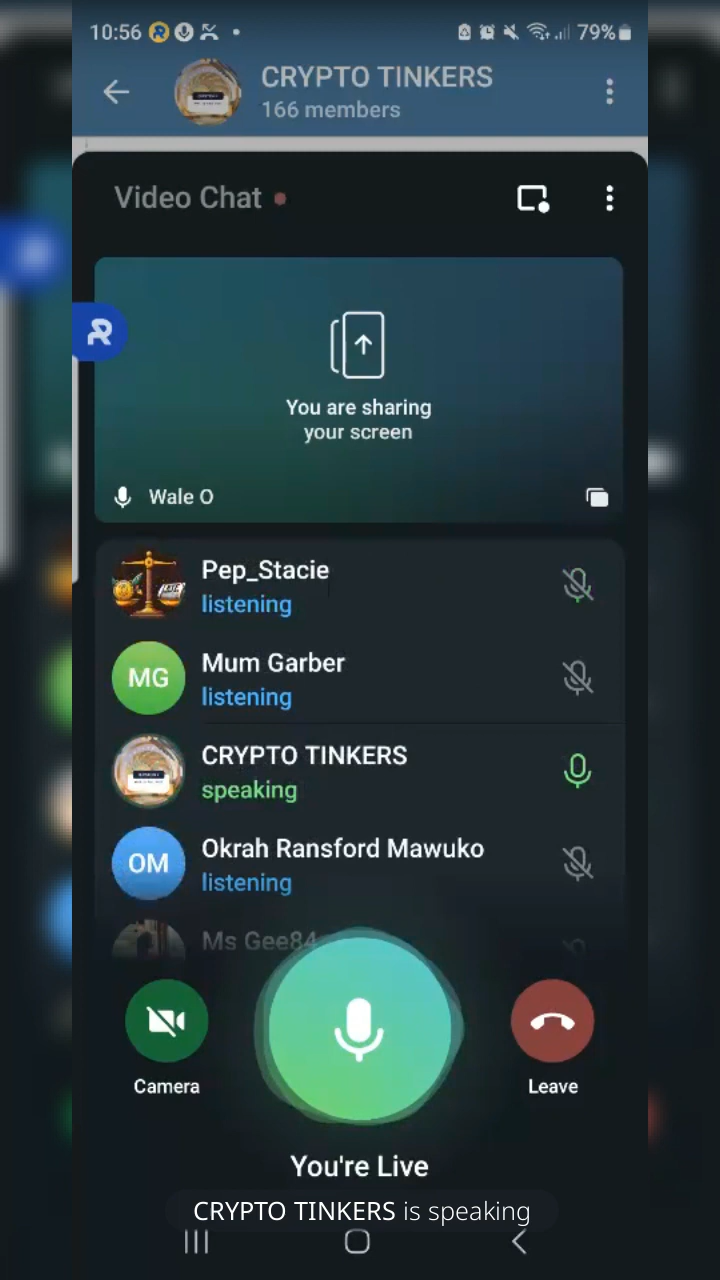 10:56
79%
CRYPTO TINKERS
166 members
Video Chat
You are sharing
your screen
Wale O
Pep_Stacie
listening
MG
Mum Garber
listening
CRYPTO TINKERS
speaking
OM
Okrah Ransford Mawuko
listening
Ms Gee84
Camera
Leave
You're Live
CRYPTO TINKERS is speaking